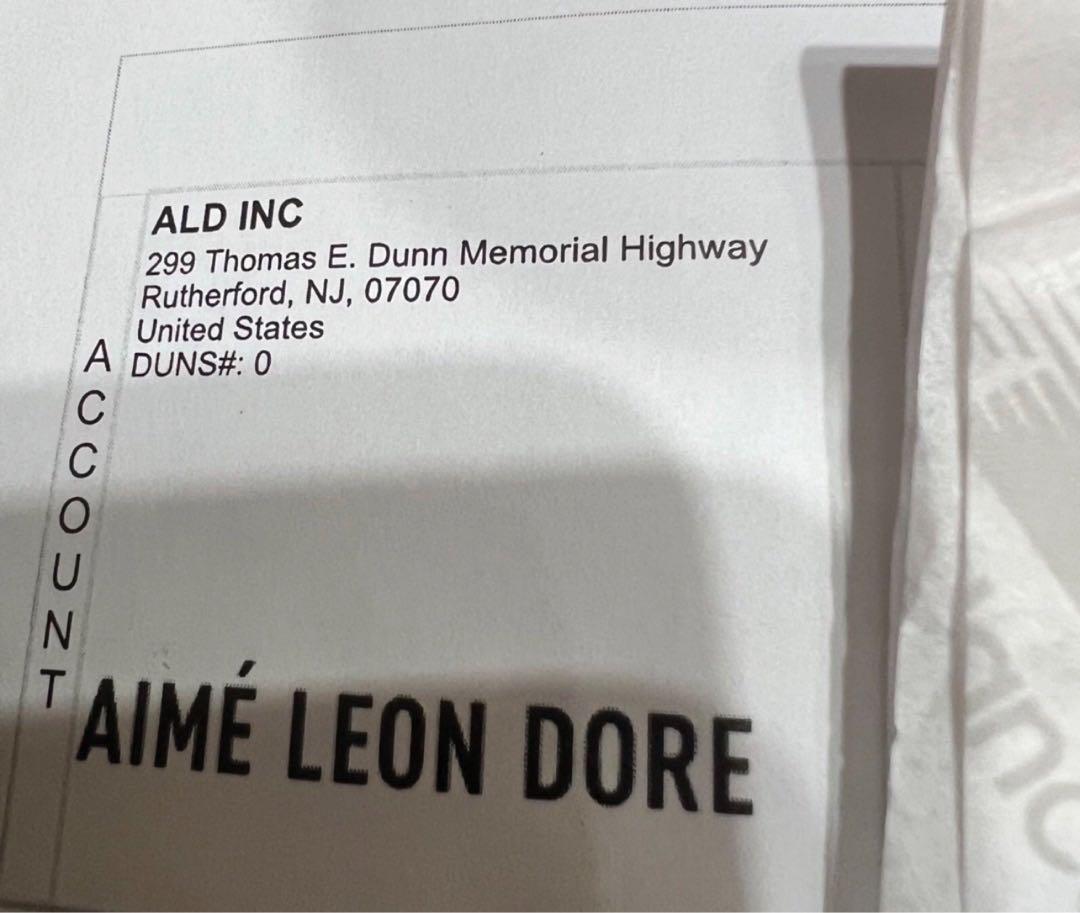 ALD INC
299 Thomas E. Dunn Memorial Highway
Rutherford, NJ, 07070
United States
DUNS#: 0
ACCOUNT
AIMÉ LEON DORE